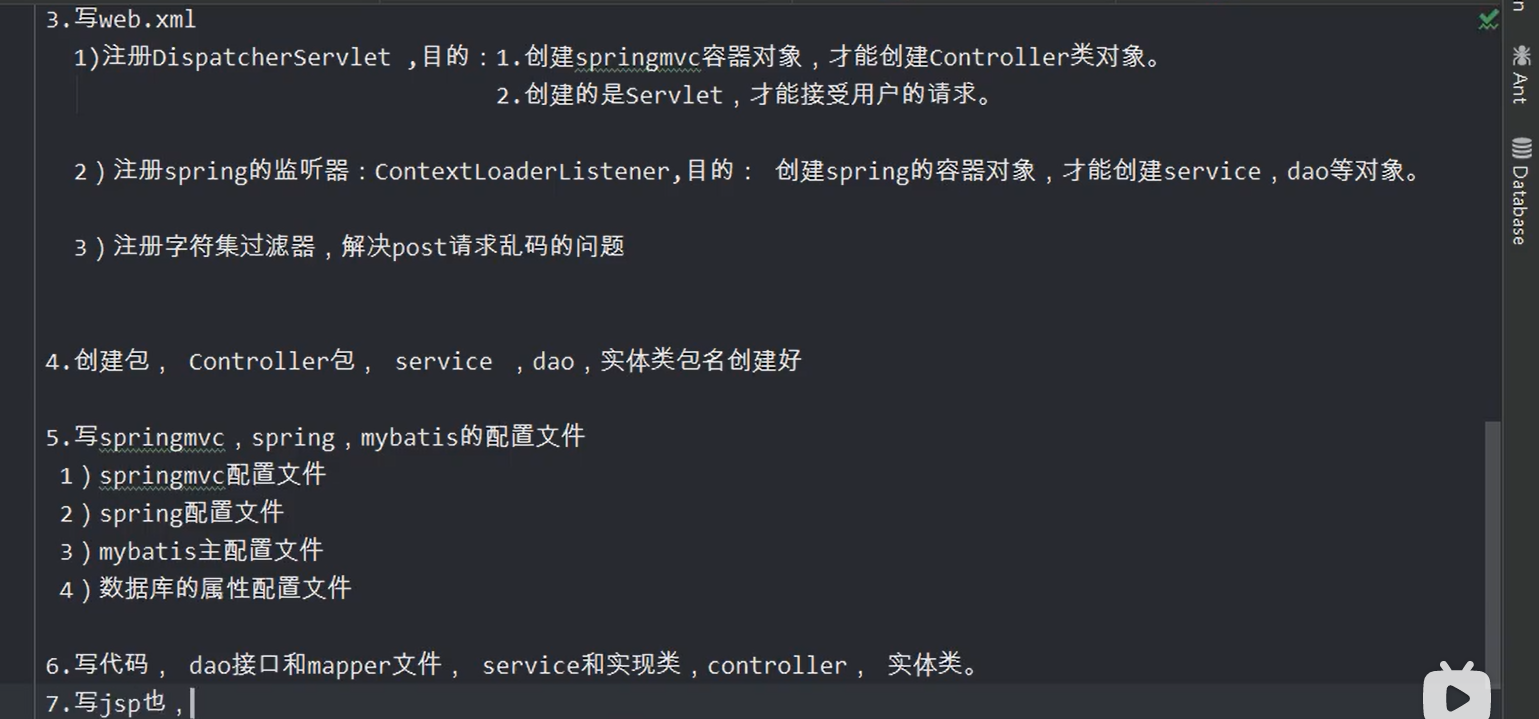 3.写web.xml
1)注册DispatcherServlet ,目的：1.创建springmvc容器对象，才能创建Controller类对象。
2.创建的是Servlet，才能接受用户的请求。
2）注册spring的监听器：ContextLoaderListener,目的： 创建spring的容器对象，才能创建service，dao等对象。
3）注册字符集过滤器，解决post请求乱码的问题
4.创建包， Controller包， service ，dao，实体类包名创建好
5.写springmvc，spring，mybatis的配置文件
1）springmvc配置文件
2）spring配置文件
3）mybatis主配置文件
4）数据库的属性配置文件
6.写代码， dao接口和mapper文件， service和实现类，controller， 实体类。
7.写jsp也，
n
Ant
Database